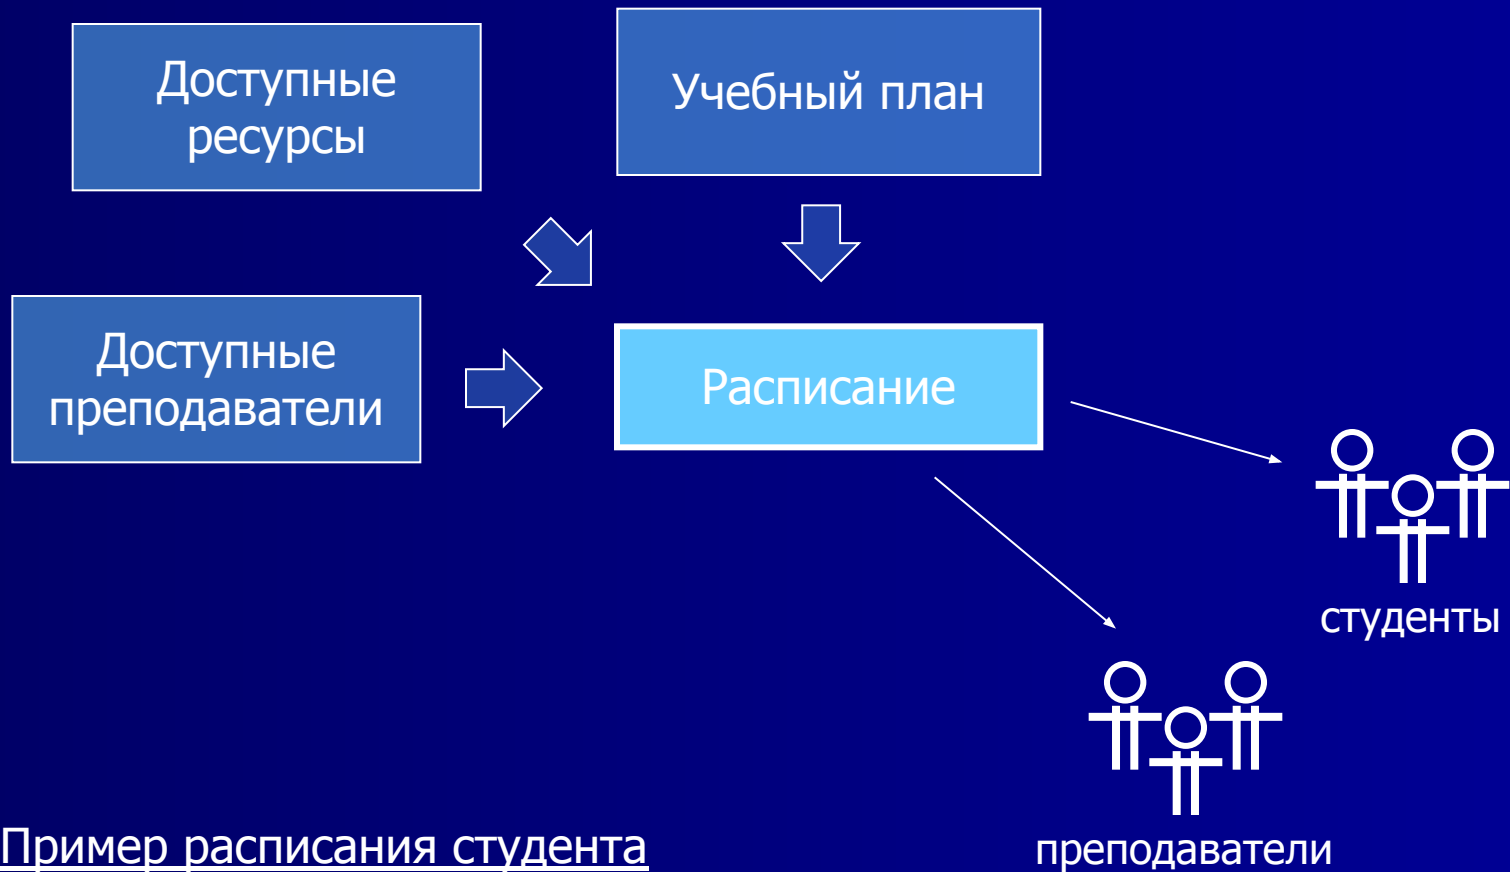 Доступные
ресурсы
Учебный план
Доступные
преподаватели
Расписание
студенты
преподаватели
Пример расписания студента